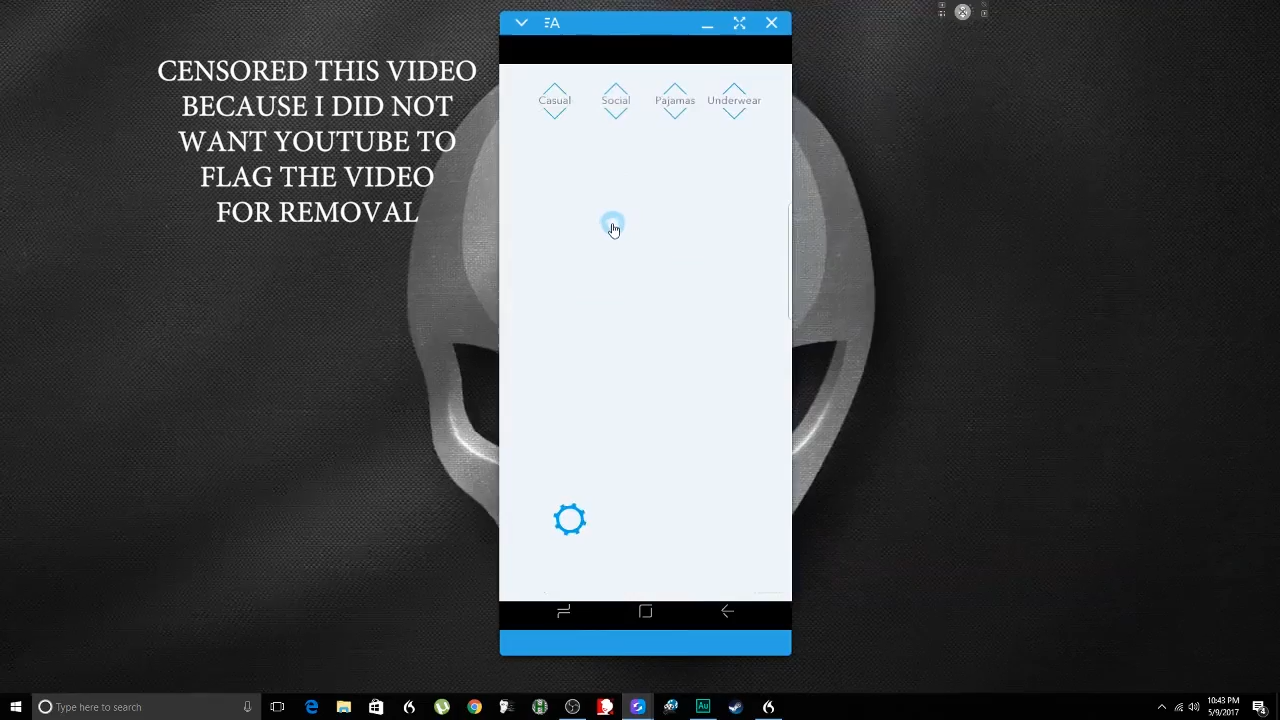 CENSORED THIS VIDEO
BECAUSE I DID NOT
WANT YOUTUBE TO
FLAG THE VIDEO
FOR REMOVAL
A
Casual Social Pajamas Underwear
Type here to search
Au
10:43 PM
5/9/2017